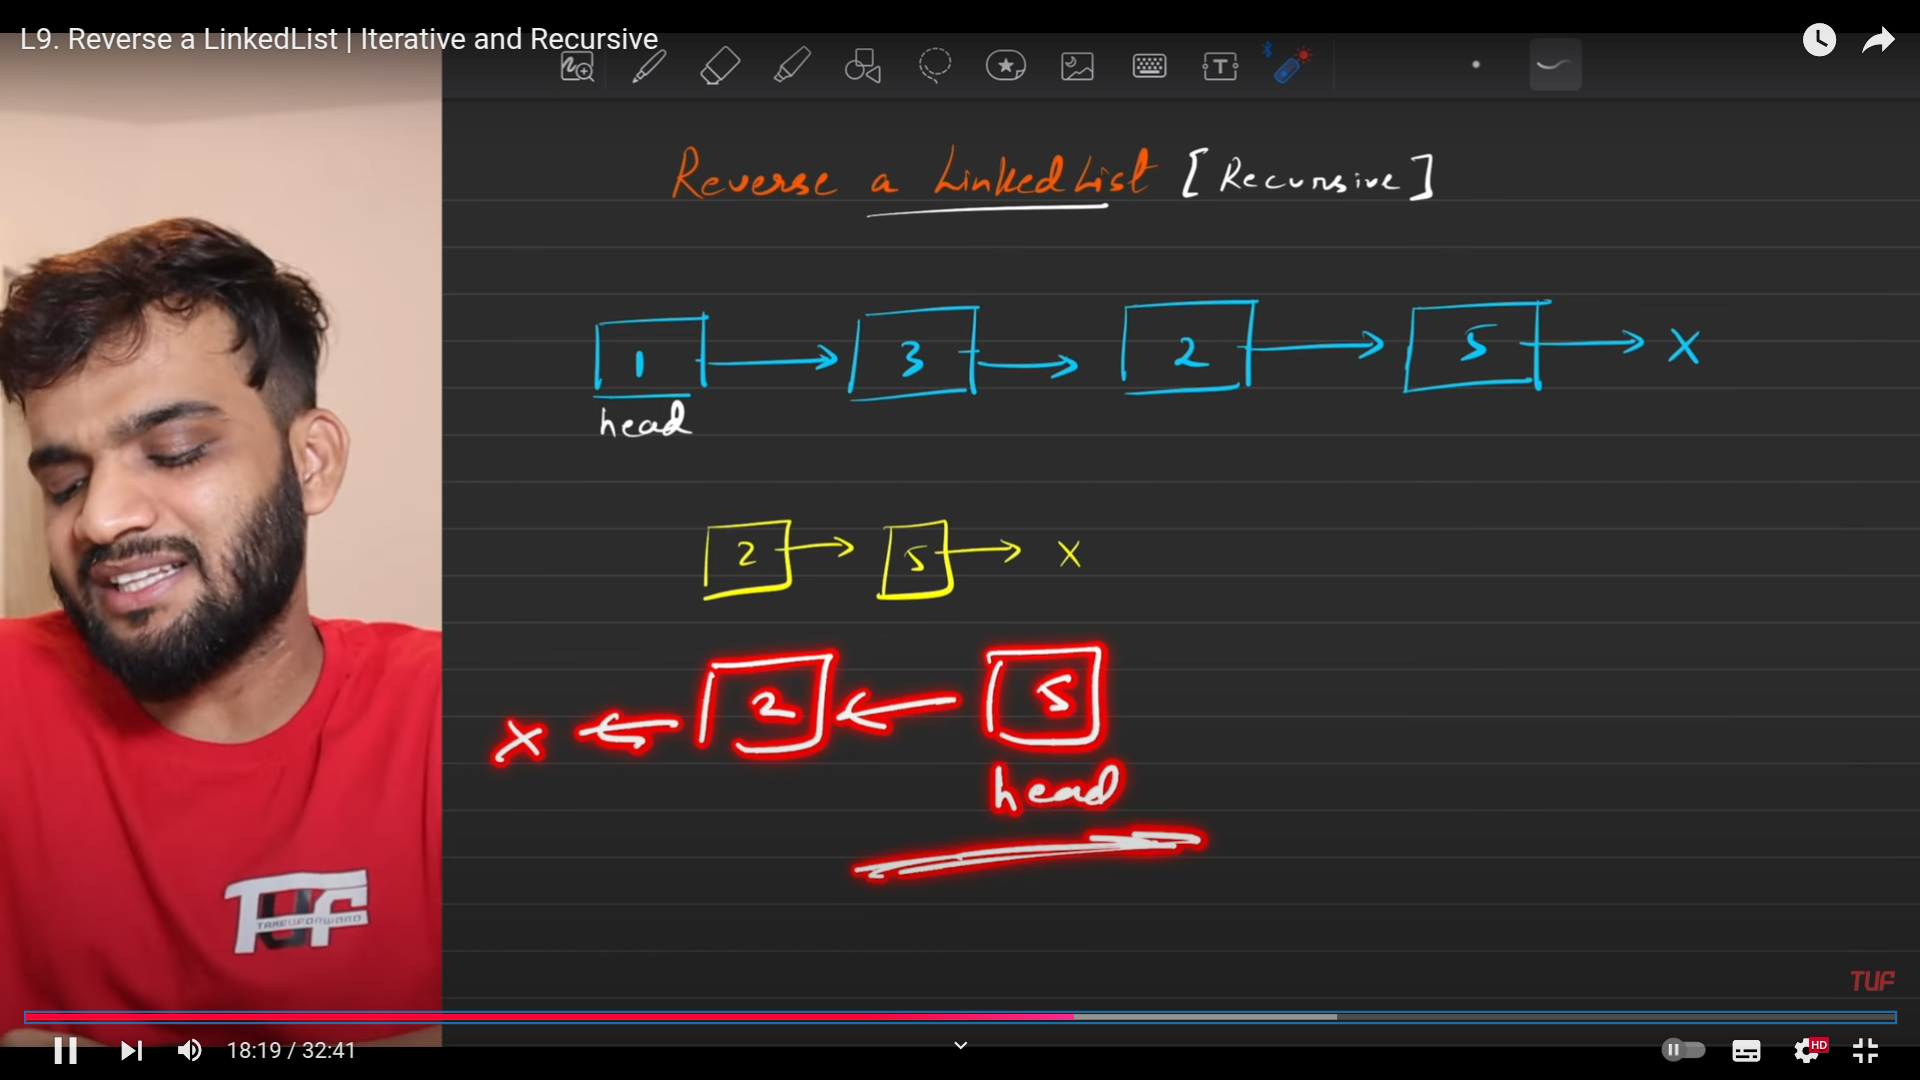 L9. Reverse a LinkedList | Iterative and Recursive
T
Reverse a LinkedList [Recursive]
1 3 2 5 X
head
2 5 X
X 2 5
head
TUF
TAKEUFORWARD
TUF
18:19 / 32:41
HD